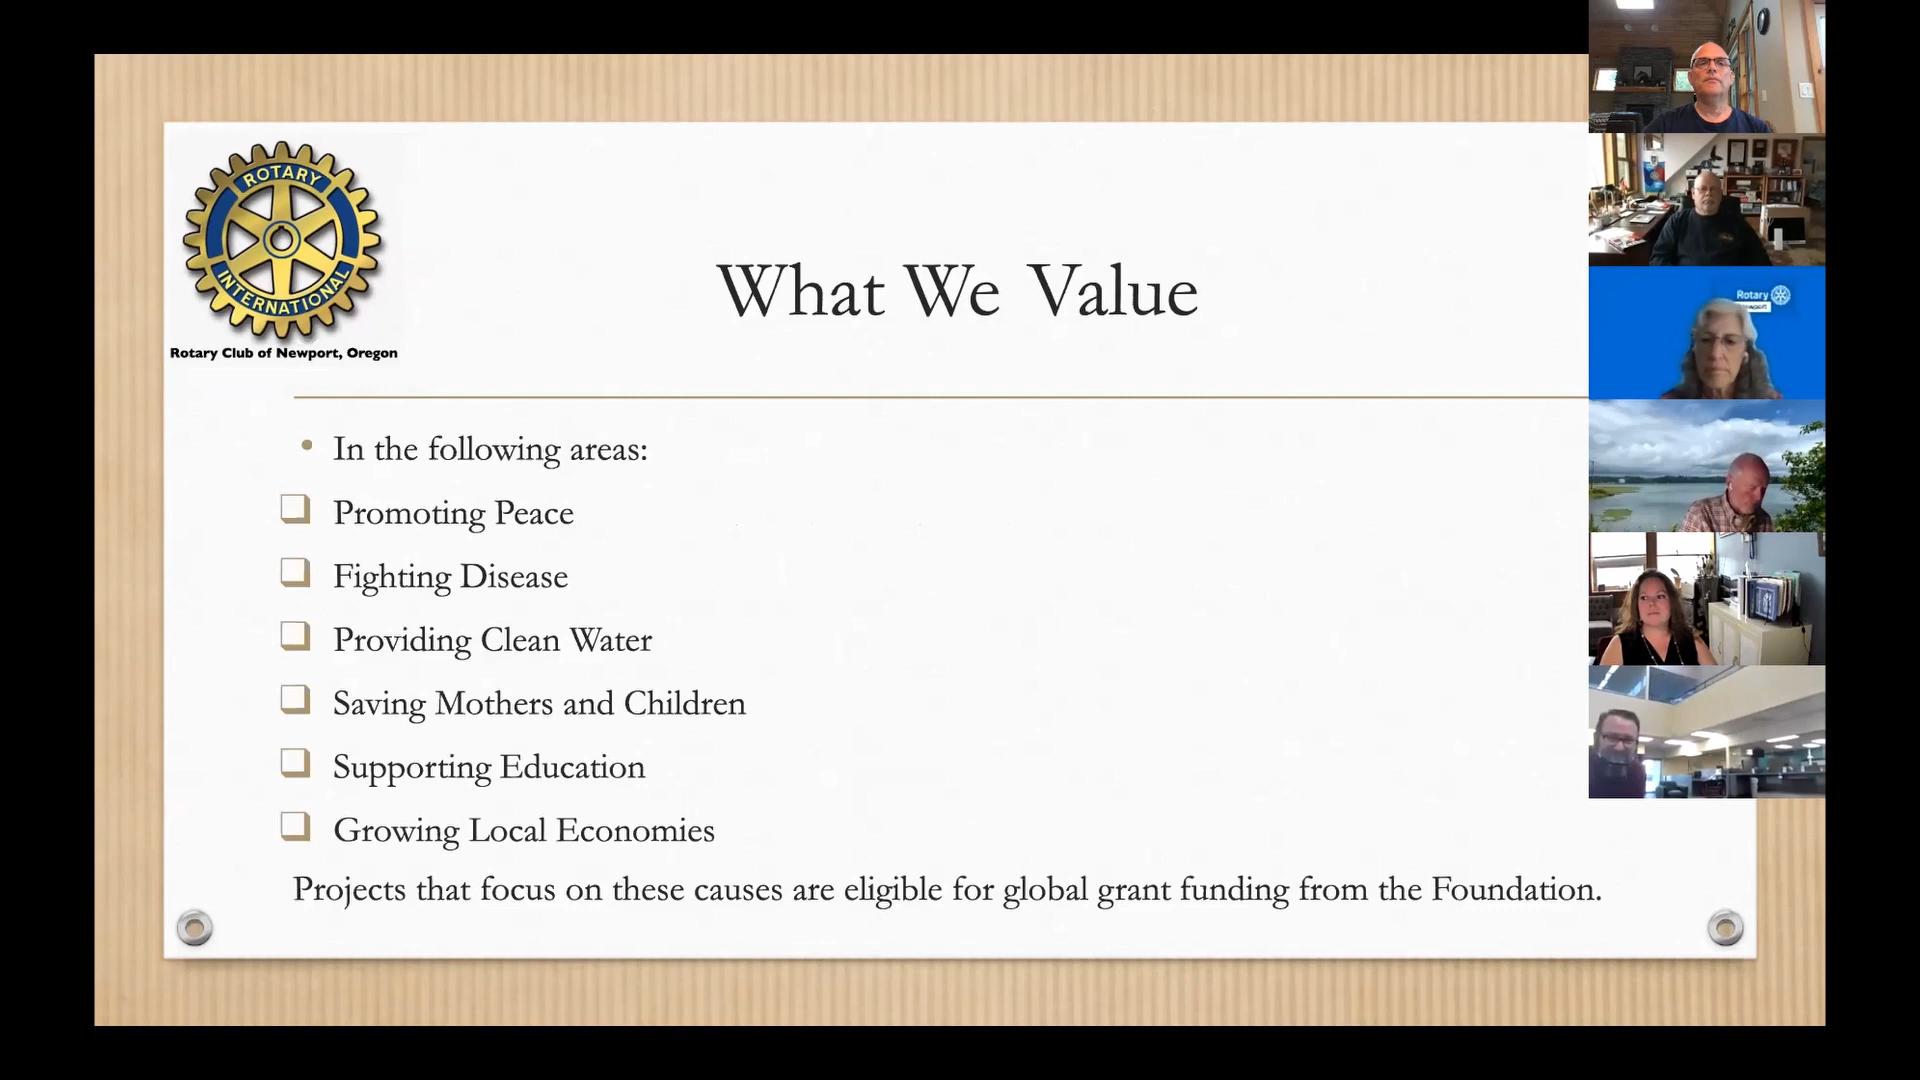 ROTARY
INTERNATIONAL
Rotary Club of Newport, Oregon
What We Value
In the following areas:
Promoting Peace
Fighting Disease
Providing Clean Water
Saving Mothers and Children
Supporting Education
Growing Local Economies
Projects that focus on these causes are eligible for global grant funding from the Foundation.
Rotary